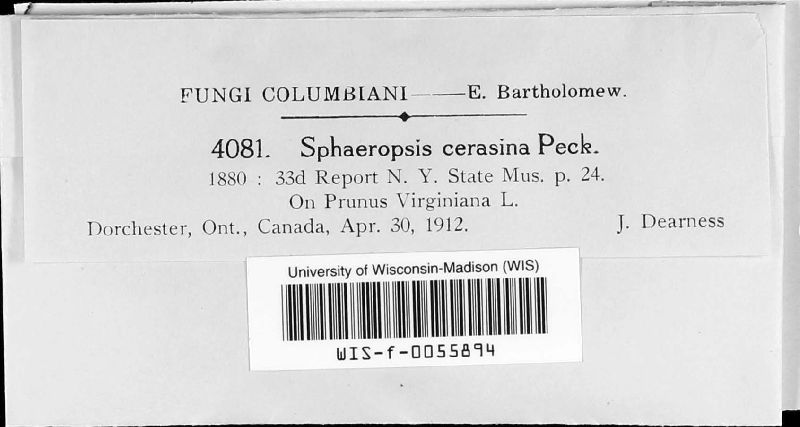 FUNGI COLUMBIANI——E. Bartholomew.
4081. Sphaeropsis cerasina Peck.
1880 : 33d Report N. Y. State Mus. p. 24.
On Prunus Virginiana L.
Dorchester, Ont., Canada, Apr. 30, 1912. J. Dearness
University of Wisconsin-Madison (WIS)
WIS-f-0055894